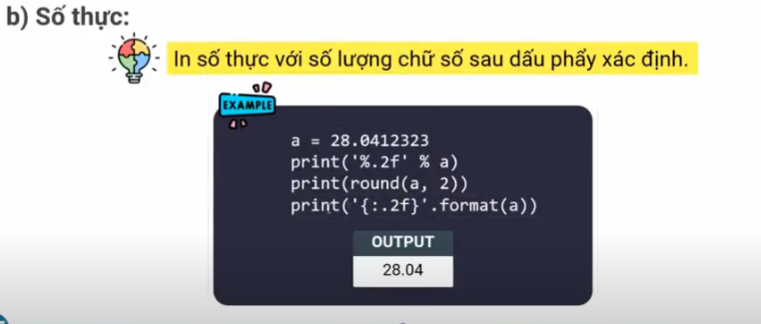 b) Số thực:
In số thực với số lượng chữ số sau dấu phẩy xác định.
EXAMPLE
a = 28.0412323
print('%.2f' % a)
print(round(a, 2))
print('{:.2f}'.format(a))
OUTPUT
28.04